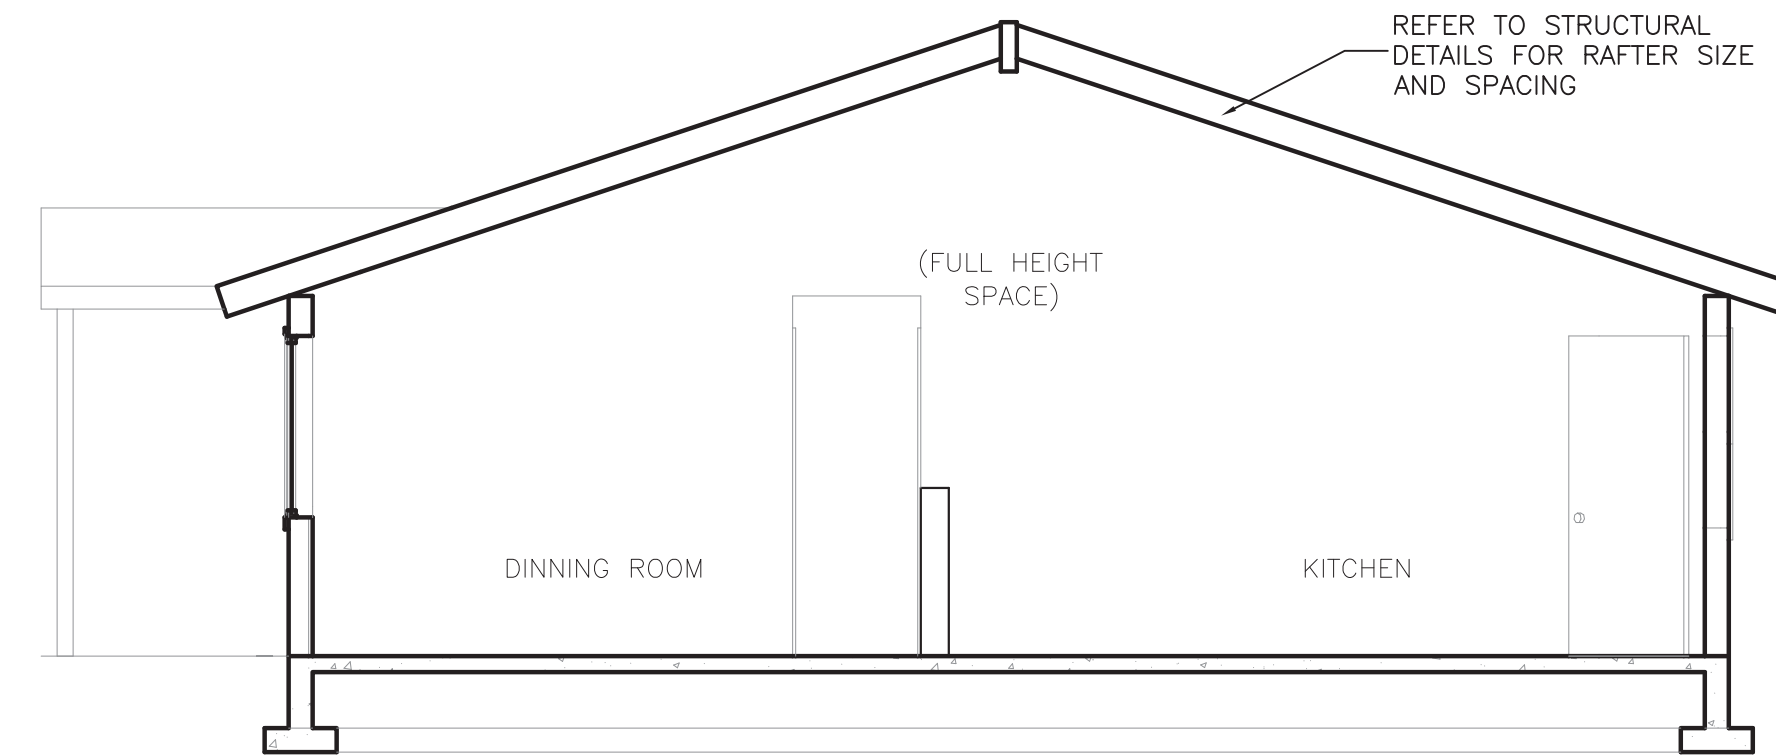 REFER TO STRUCTURAL
DETAILS FOR RAFTER SIZE
AND SPACING
(FULL HEIGHT
SPACE)
DINNING ROOM
KITCHEN